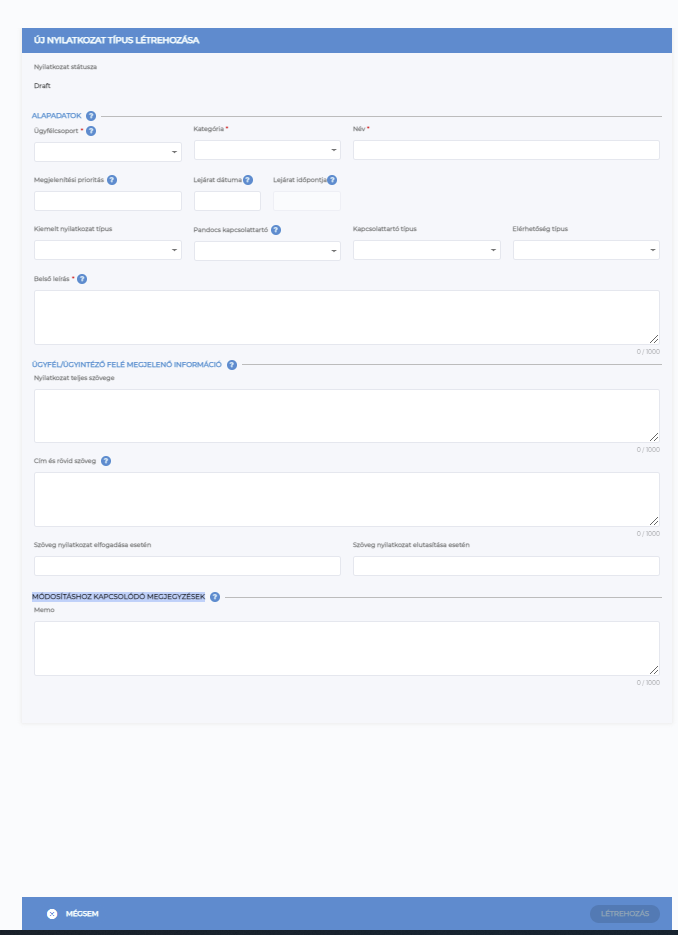 ÚJ NYILATKOZAT TÍPUS LÉTREHOZÁSA
Nyilatkozat státusza
Draft
ALAPADATOK ?
Ügyfélcsoport * ? Kategória * Név *
Megjelenítési prioritás ? Lejárat dátuma ? Lejárat időpontja ?
Kiemelt nyilatkozat típus Pandocs kapcsolattartó ? Kapcsolattartó típus Elérhetőség típus
Belső leírás * ?
0 / 1000
ÜGYFÉL/ÜGYINTÉZŐ FELÉ MEGJELENŐ INFORMÁCIÓ ?
Nyilatkozat teljes szövege
0 / 1000
Cím és rövid szöveg ?
0 / 1000
Szöveg nyilatkozat elfogadása esetén Szöveg nyilatkozat elutasítása esetén
MÓDOSÍTÁSHOZ KAPCSOLÓDÓ MEGJEGYZÉSEK ?
Memo
0 / 1000
MÉGSEM LÉTREHOZÁS